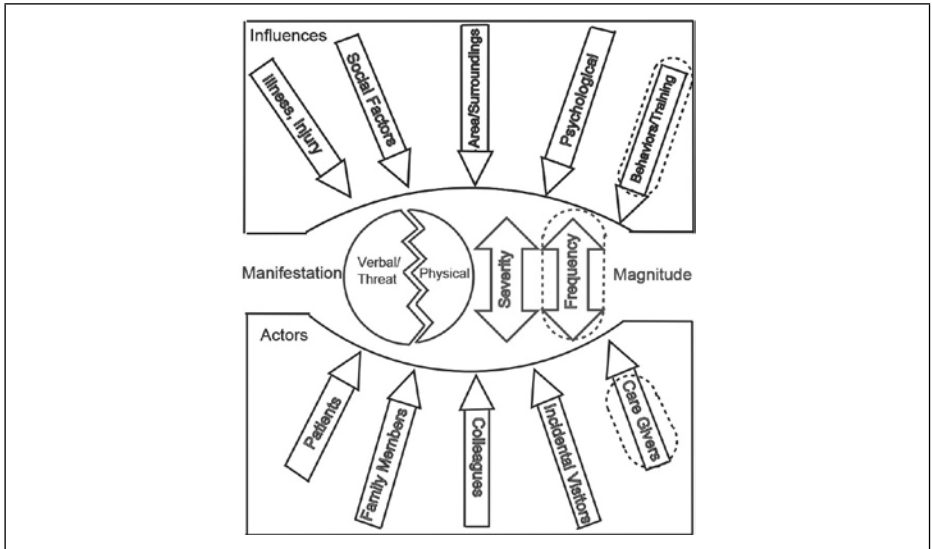 Influences
Illness, Injury
Social Factors
Area/Surroundings
Psychological
Behaviors/Training
Manifestation
Verbal/
Threat
Physical
Severity
Frequency
Magnitude
Actors
Patients
Family Members
Colleagues
Incidental Visitors
Care Givers